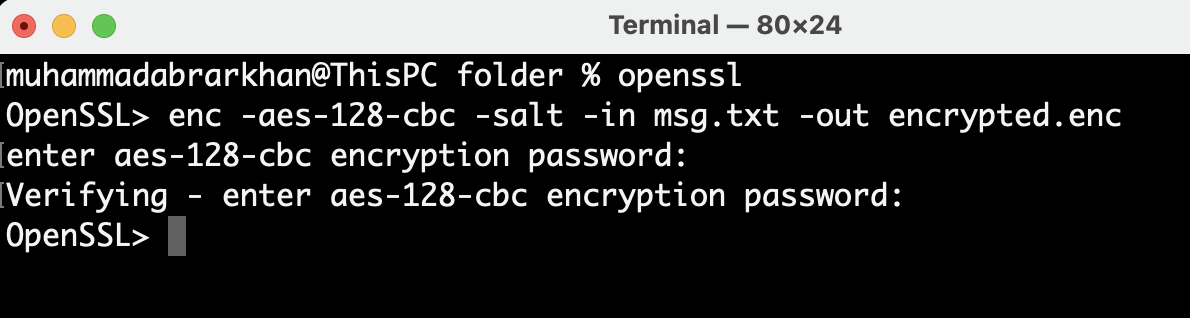 Terminal — 80×24
[muhammadabrarkhan@ThisPC folder % openssl
OpenSSL> enc -aes-128-cbc -salt -in msg.txt -out encrypted.enc
[enter aes-128-cbc encryption password:
[Verifying - enter aes-128-cbc encryption password:
OpenSSL>